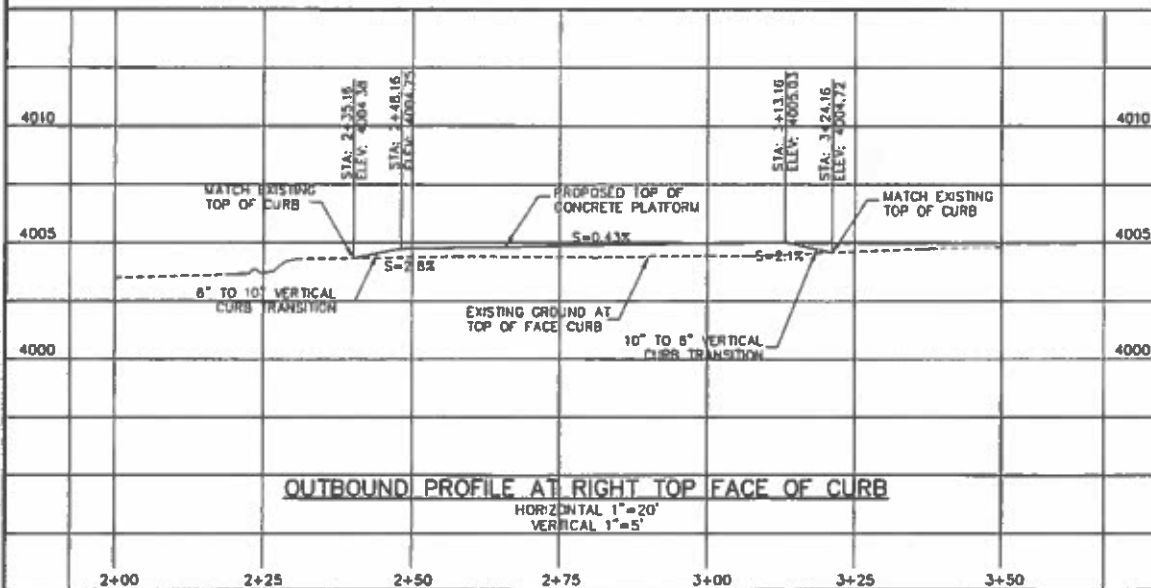 STA: 2+35.16
ELEV: 4004.38
STA: 2+48.16
ELEV: 4004.75
STA: 3+13.16
ELEV: 4005.03
STA: 3+24.16
ELEV: 4004.72
4010
4010
MATCH EXISTING
TOP OF CURB
PROPOSED TOP OF
CONCRETE PLATFORM
MATCH EXISTING
TOP OF CURB
4005
S=0.43%
4005
S=2.8%
S=2.1%
6" TO 10" VERTICAL
CURB TRANSITION
EXISTING GROUND AT
TOP OF FACE CURB
10" TO 6" VERTICAL
CURB TRANSITION
4000
4000
OUTBOUND PROFILE AT RIGHT TOP FACE OF CURB
HORIZONTAL 1"=20'
VERTICAL 1"=5'
2+00 2+25 2+50 2+75 3+00 3+25 3+50